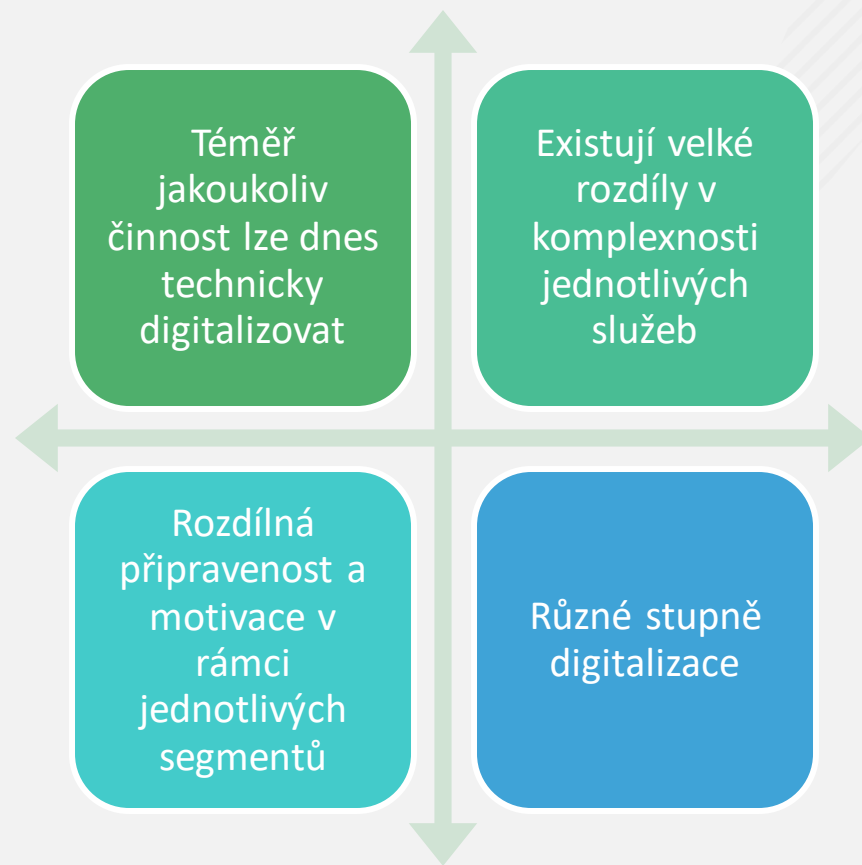 Téměř
jakoukoliv
činnost lze dnes
technicky
digitalizovat
Existují velké
rozdíly v
komplexnosti
jednotlivých
služeb
Rozdílná
připravenost a
motivace v
rámci
jednotlivých
segmentů
Různé stupně
digitalizace